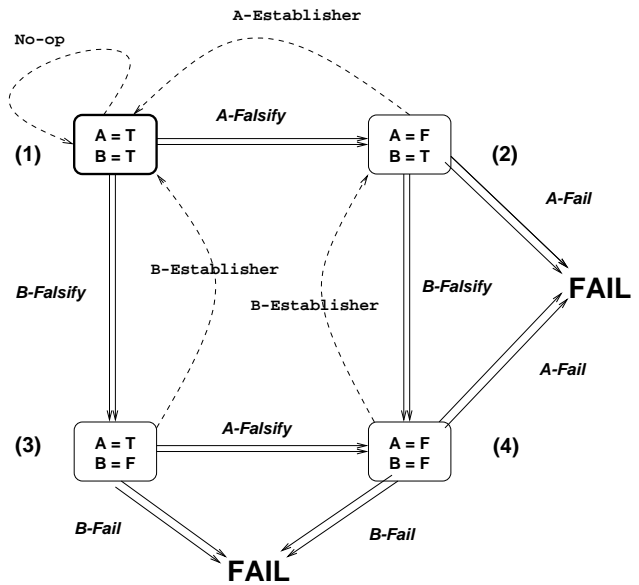 A-Establisher
No-op
A-Falsify
A = T
B = T
A = F
B = T
(1)
(2)
A-Fail
B-Establisher
B-Falsify
B-Establisher
B-Falsify
FAIL
A-Fail
A-Falsify
(3)
A = T
B = F
A = F
B = F
(4)
B-Fail
B-Fail
FAIL